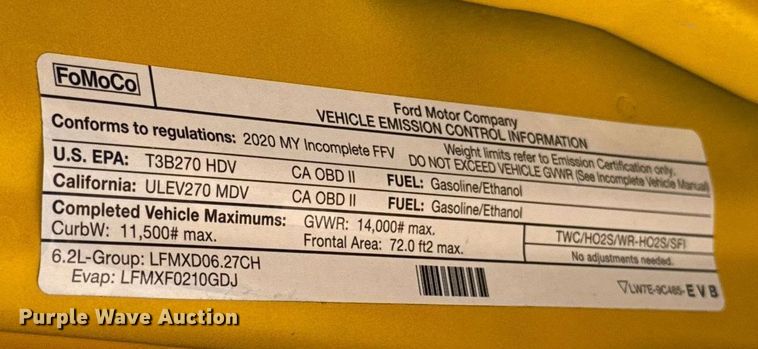 FoMoCo
Ford Motor Company
VEHICLE EMISSION CONTROL INFORMATION
Conforms to regulations: 2020 MY Incomplete FFV
Weight limits refer to Emission Certification only.
DO NOT EXCEED VEHICLE GVWR (See Incomplete Vehicle Manual)
U.S. EPA: T3B270 HDV CA OBD II FUEL: Gasoline/Ethanol
California: ULEV270 MDV CA OBD II FUEL: Gasoline/Ethanol
Completed Vehicle Maximums: GVWR: 14,000# max.
CurbW: 11,500# max. Frontal Area: 72.0 ft2 max.
TWC/HO2S/WR-HO2S/SFI
No adjustments needed.
6.2L-Group: LFMXD06.27CH
Evap: LFMXF0210GDJ
LW7E-9C485- E V B
Purple Wave Auction